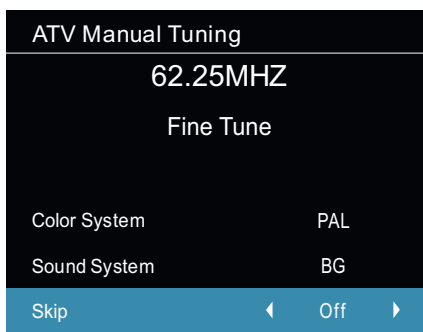 ATV Manual Tuning
62.25MHZ
Fine Tune
Color System PAL
Sound System BG
Skip Off